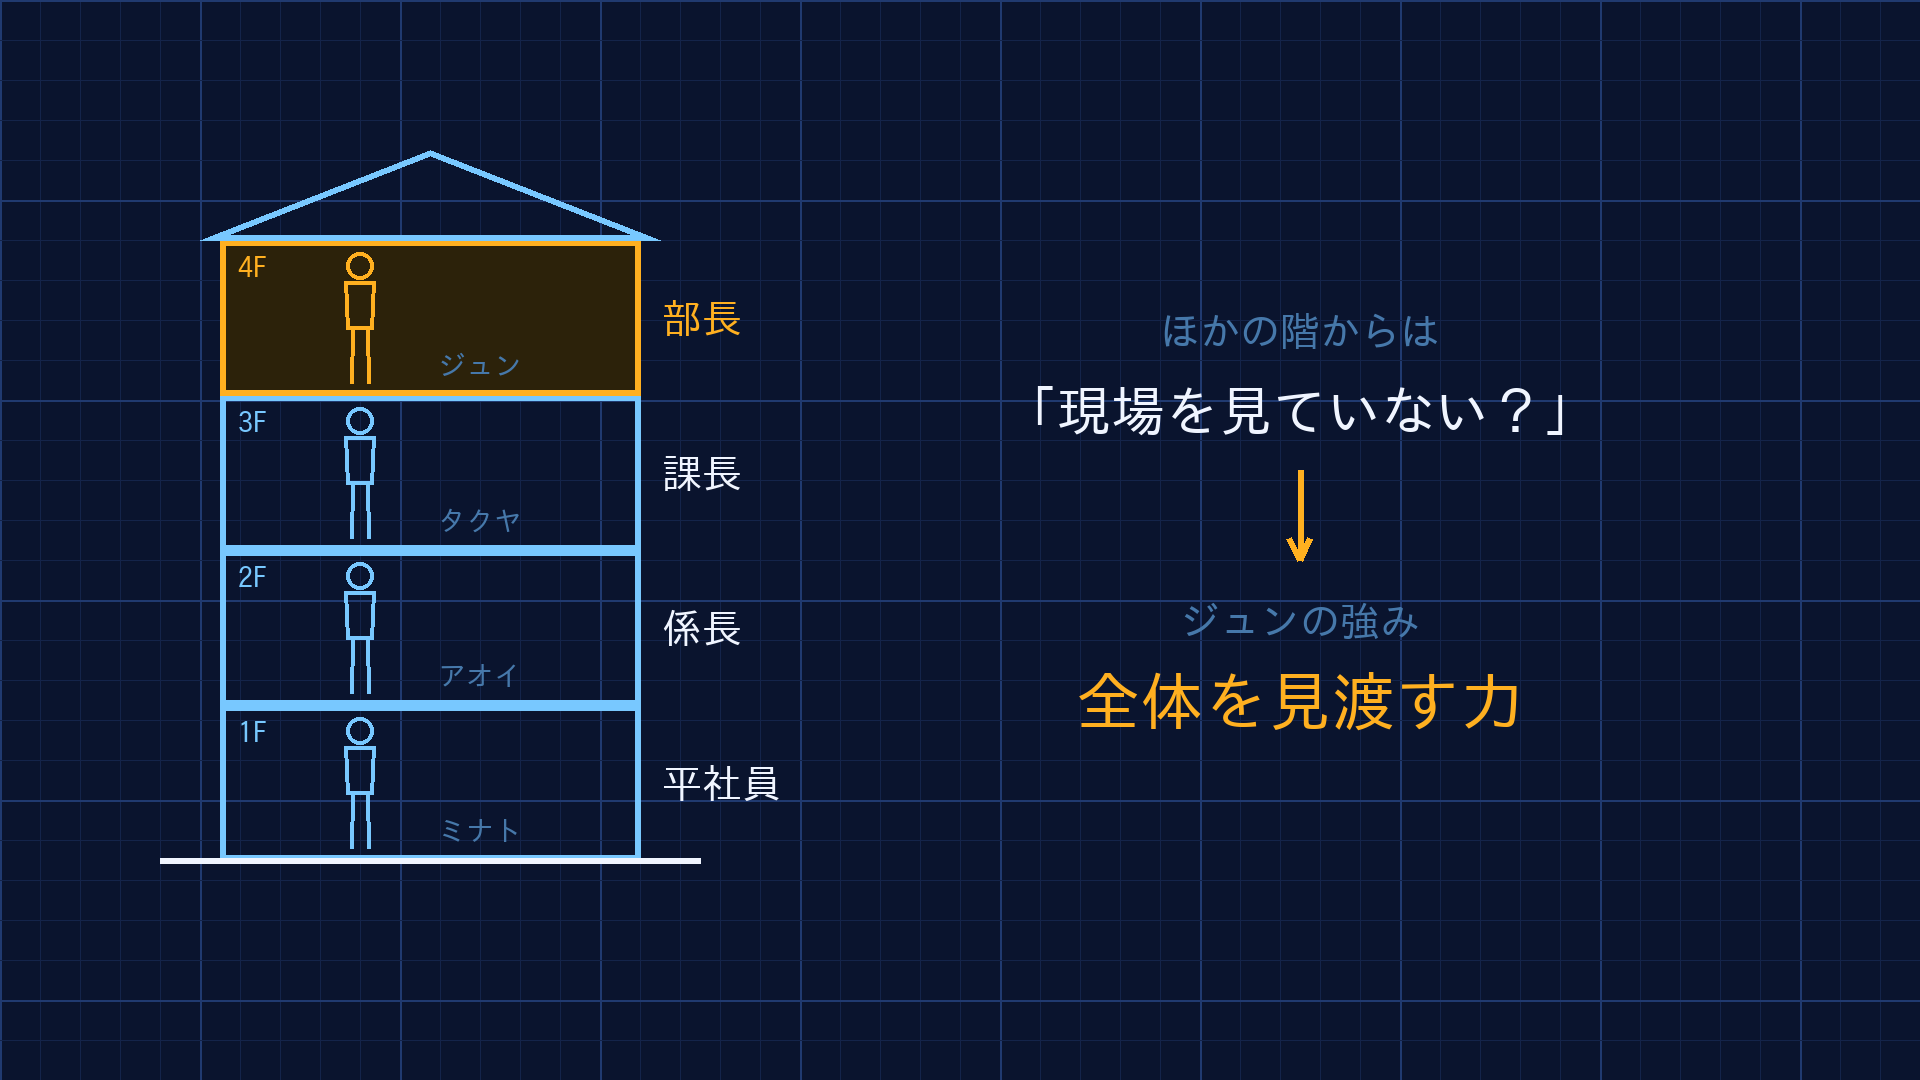 4F
ジュン
部長
3F
タクヤ
課長
2F
アオイ
係長
1F
ミナト
平社員
ほかの階からは
「現場を見ていない？」
ジュンの強み
全体を見渡す力